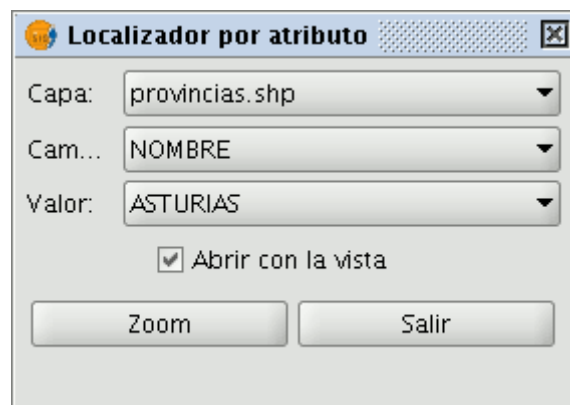 Localizador por atributo
Capa: provincias.shp
Cam... NOMBRE
Valor: ASTURIAS
Abrir con la vista
Zoom Salir